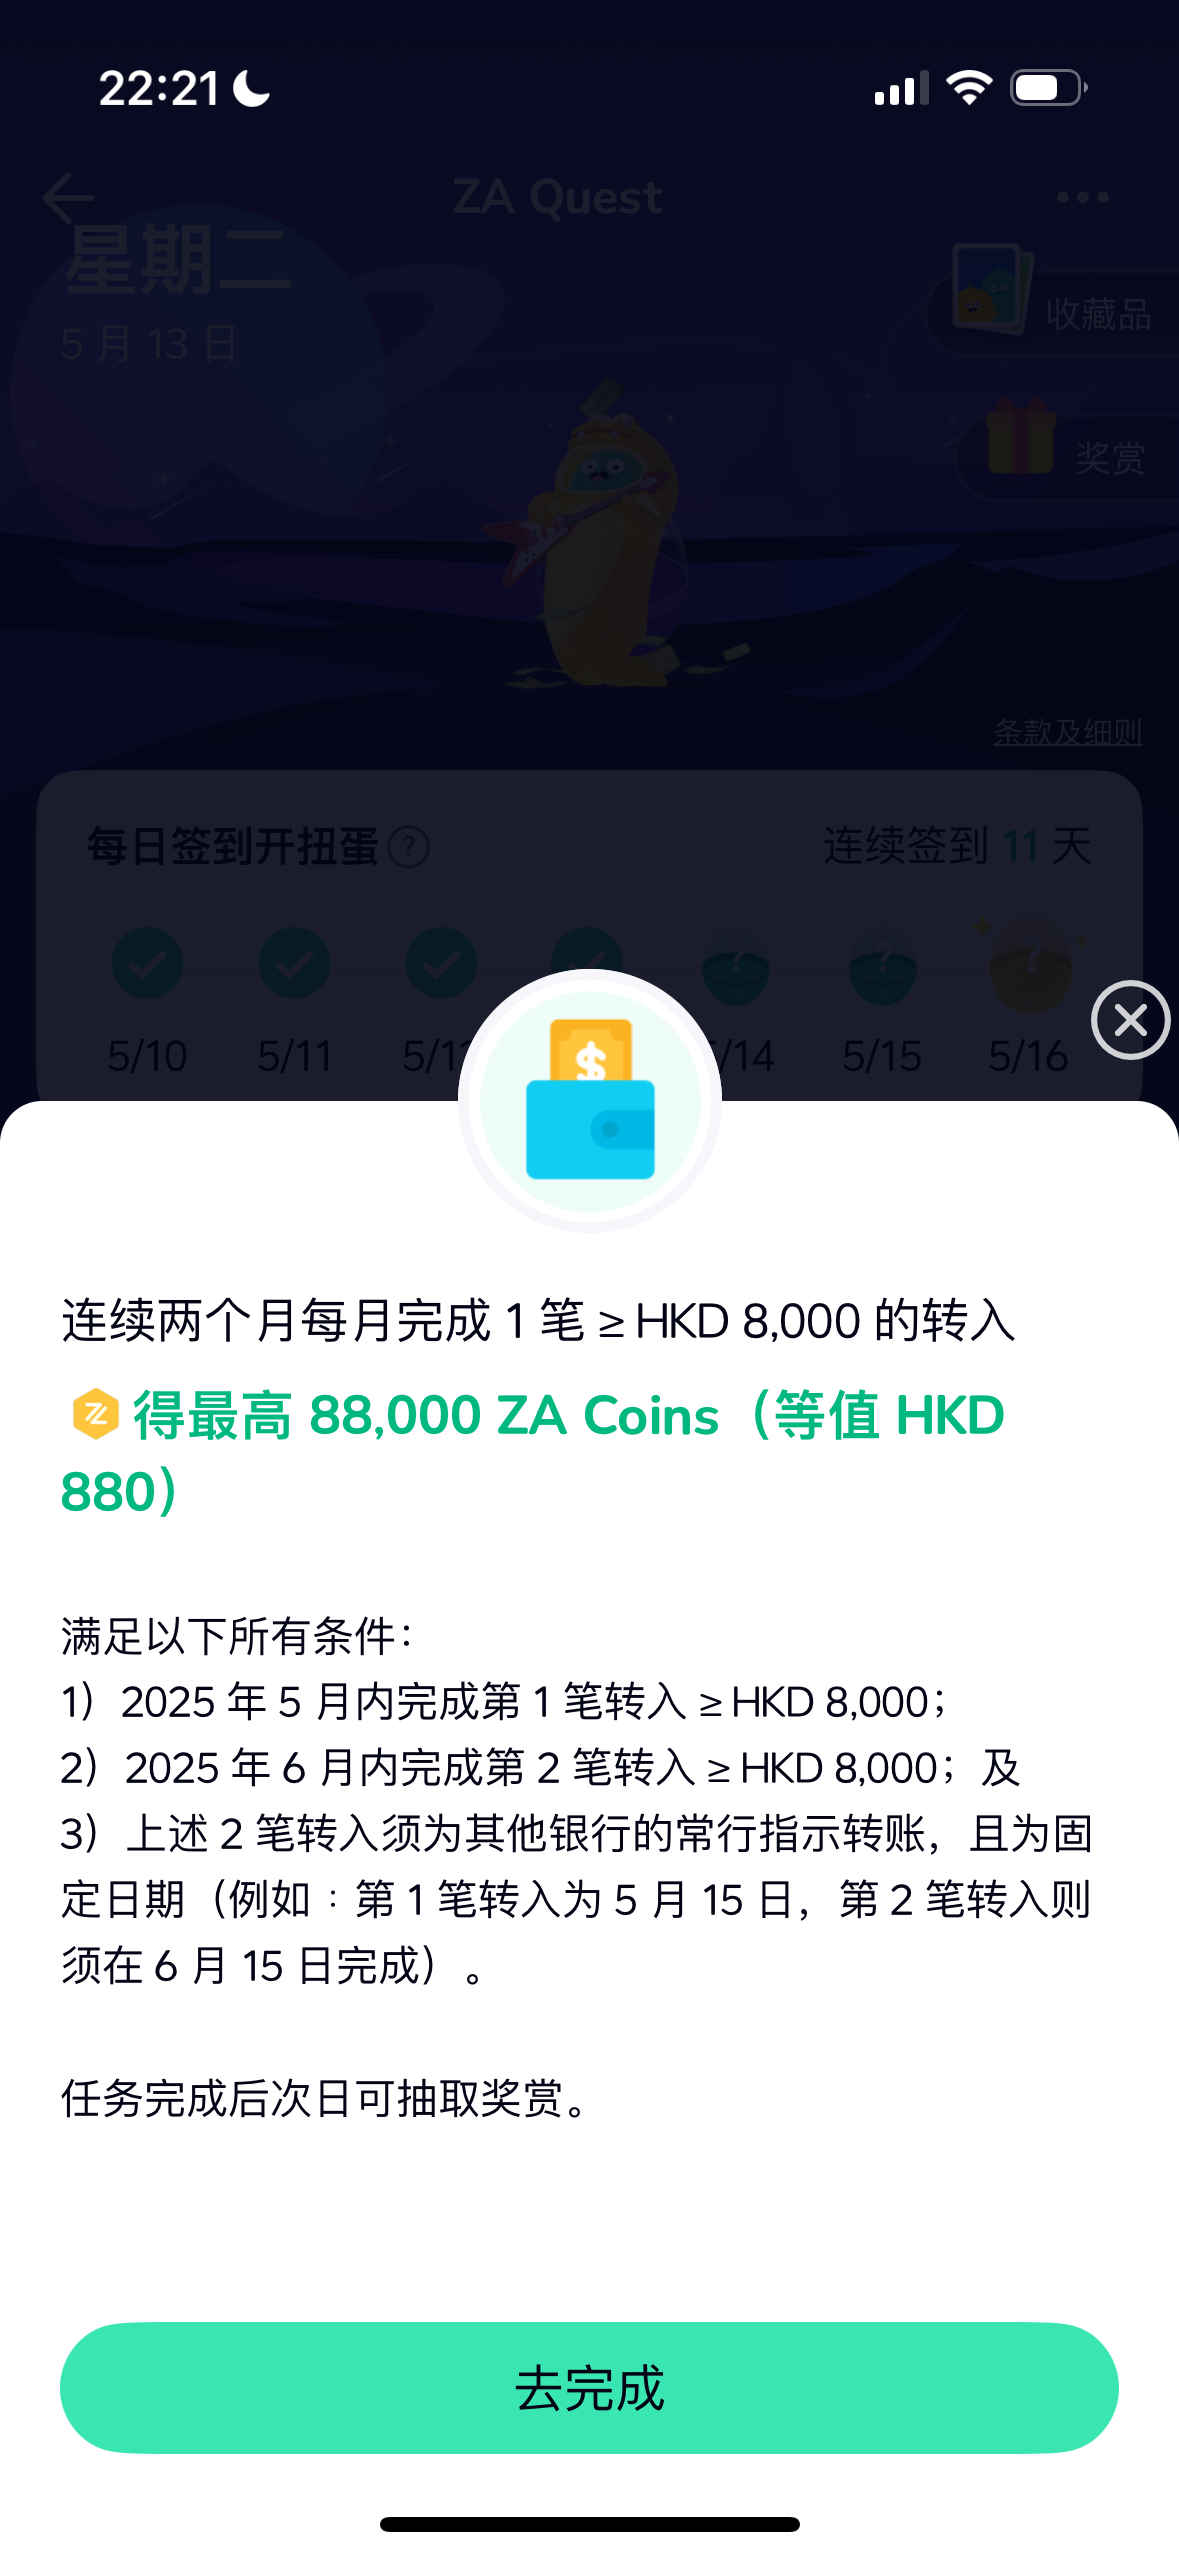 22:21
ZA Quest
星期二
5 月 13 日
收藏品
奖赏
条款及细则
每日签到开扭蛋 ?
连续签到 11 天
5/10 5/11 5/14 5/15 5/16
连续两个月每月完成 1 笔 ≥ HKD 8,000 的转入
得最高 88,000 ZA Coins（等值 HKD
880）
满足以下所有条件：
1）2025 年 5 月内完成第 1 笔转入 ≥ HKD 8,000；
2）2025 年 6 月内完成第 2 笔转入 ≥ HKD 8,000；及
3）上述 2 笔转入须为其他银行的常行指示转账，且为固
定日期（例如：第 1 笔转入为 5 月 15 日，第 2 笔转入则
须在 6 月 15 日完成）。
任务完成后次日可抽取奖赏。
去完成